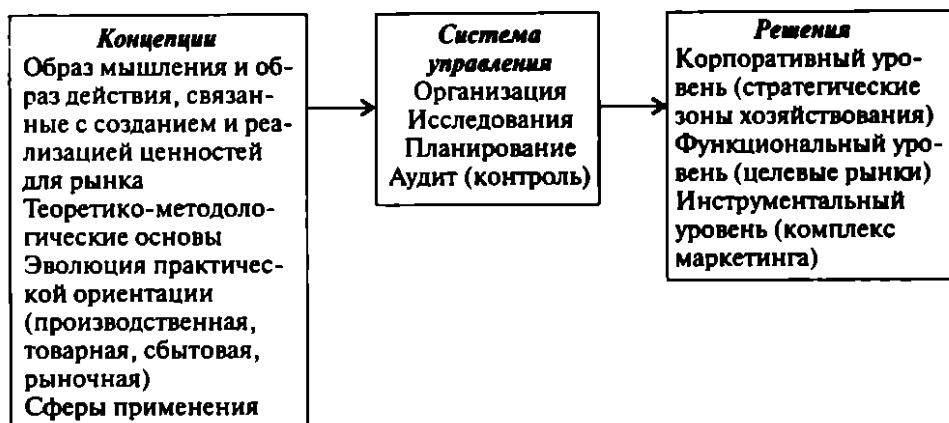 Концепции
Образ мышления и об-
раз действия, связан-
ные с созданием и реа-
лизацией ценностей
для рынка
Теоретико-методоло-
гические основы
Эволюция практичес-
кой ориентации
(производственная,
товарная, сбытовая,
рыночная)
Сферы применения
Система
управления
Организация
Исследования
Планирование
Аудит (контроль)
Решения
Корпоративный уро-
вень (стратегические
зоны хозяйствования)
Функциональный уро-
вень (целевые рынки)
Инструментальный
уровень (комплекс
маркетинга)